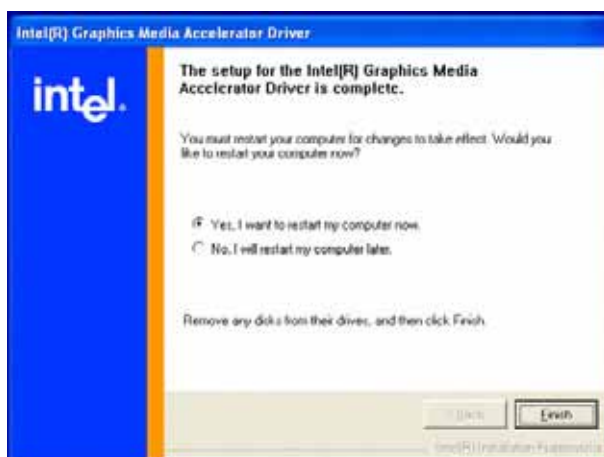 Intel(R) Graphics Media Accelerator Driver
intel.
The setup for the Intel(R) Graphics Media
Accelerator Driver is complete.
You must restart your computer for changes to take effect. Would you
like to restart your computer now?
Yes, I want to restart my computer now.
No, I will restart my computer later.
Remove any disks from their drives, and then click Finish.
< Back
Finish
Intel(R) Installation Frameworks